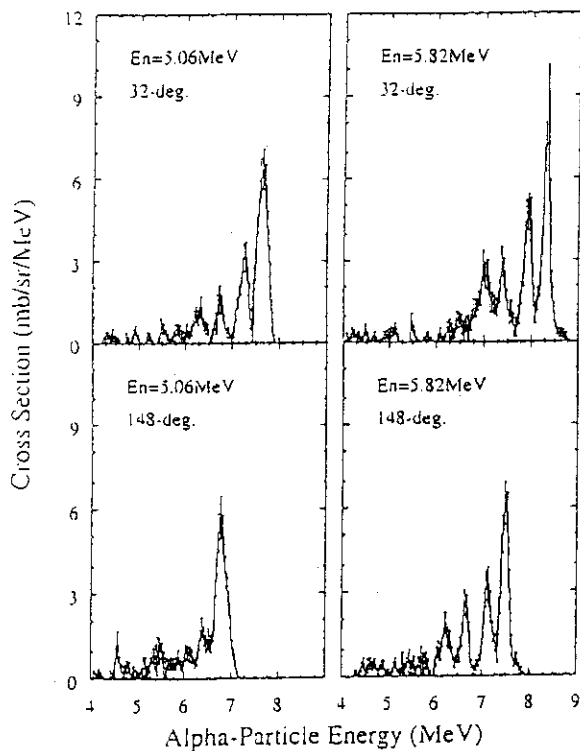 12
9
6
3
0
En=5.06MeV
32-deg.
En=5.82MeV
32-deg.
9
6
3
0
En=5.06MeV
148-deg.
En=5.82MeV
148-deg.
Cross Section (mb/sr/MeV)
4 5 6 7 8 4 5 6 7 8 9
Alpha-Particle Energy (MeV)